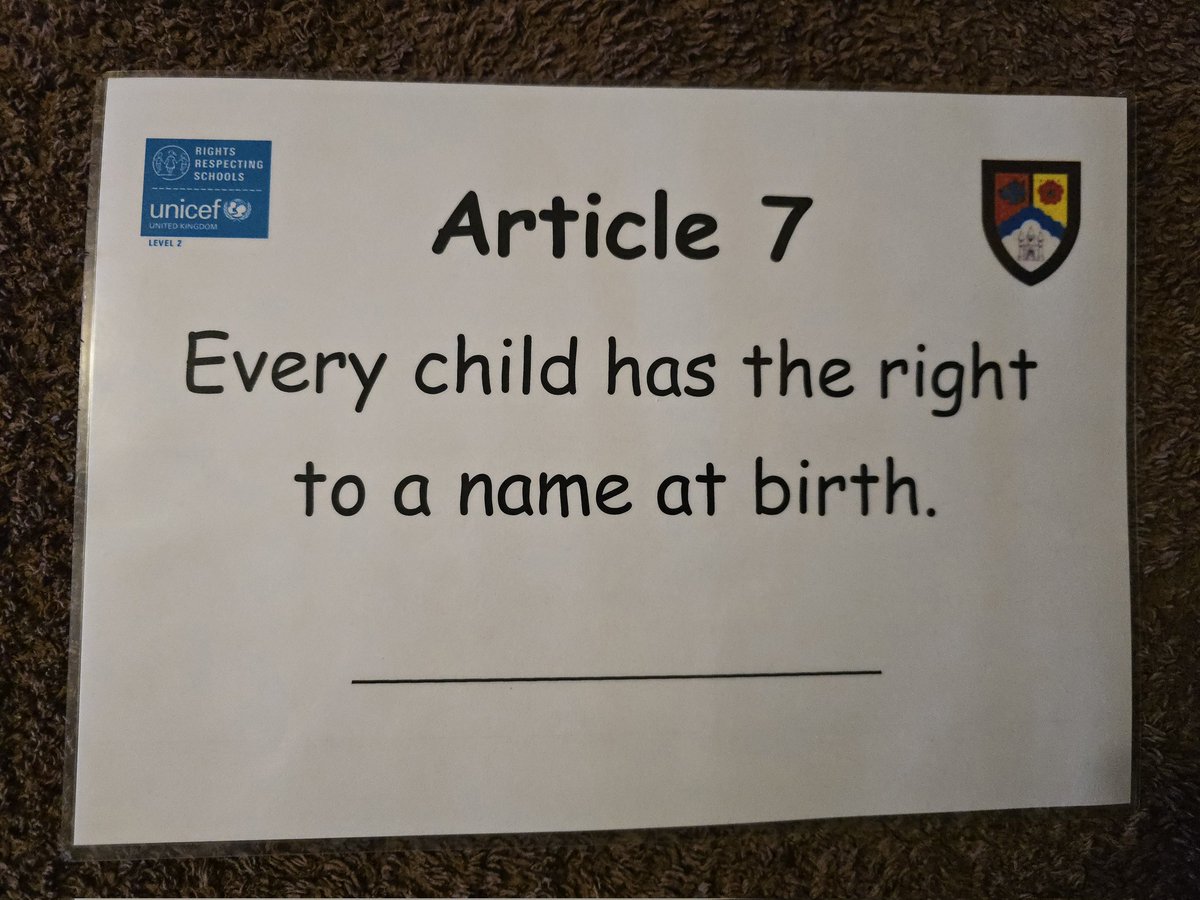 RIGHTS
RESPECTING
SCHOOLS
unicef
UNITED KINGDOM
LEVEL 2
Article 7
Every child has the right
to a name at birth.